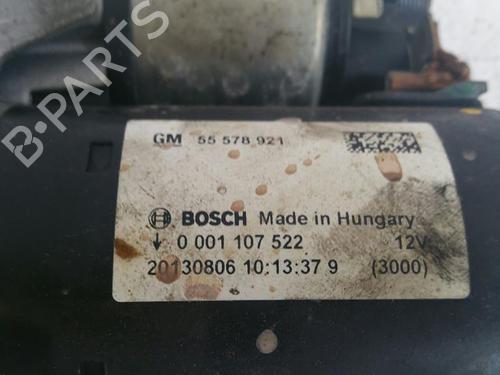 GM 55 578 921
BOSCH Made in Hungary
0 001 107 522 12V
20130806 10:13:37 9 (3000)
B-PARTS